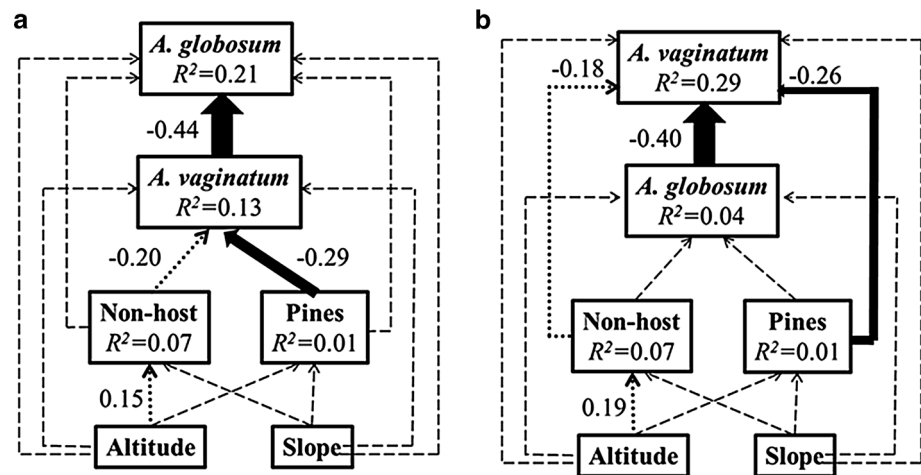 a
A. globosum
R²=0.21
-0.44
A. vaginatum
R²=0.13
-0.20
-0.29
Non-host
R²=0.07
Pines
R²=0.01
0.15
Altitude
Slope
b
-0.18
A. vaginatum
R²=0.29
-0.26
-0.40
A. globosum
R²=0.04
Non-host
R²=0.07
Pines
R²=0.01
0.19
Altitude
Slope